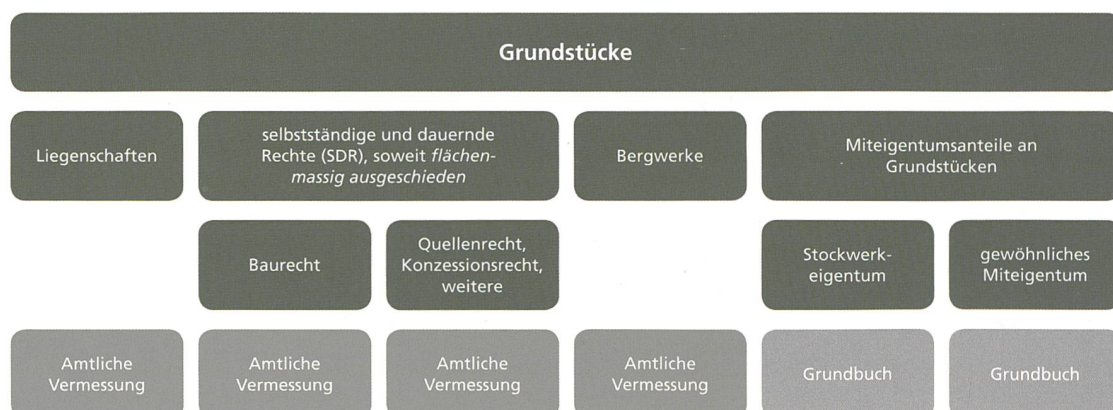 Grundstücke
Liegenschaften
selbstständige und dauernde
Rechte (SDR), soweit flächen-
massig ausgeschieden
Bergwerke
Miteigentumsanteile an
Grundstücken
Baurecht
Quellenrecht,
Konzessionsrecht,
weitere
Stockwerk-
eigentum
gewöhnliches
Miteigentum
Amtliche
Vermessung
Amtliche
Vermessung
Amtliche
Vermessung
Amtliche
Vermessung
Grundbuch
Grundbuch